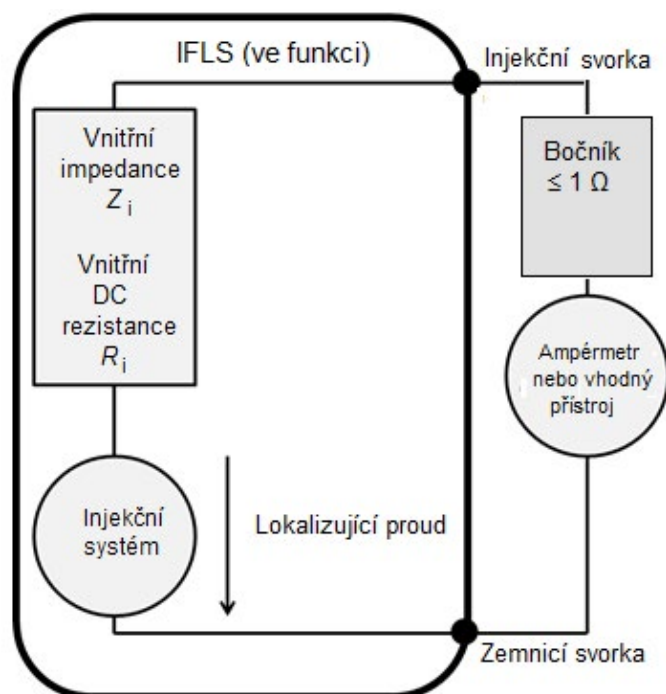 IFLS (ve funkci)
Injekční svorka
Vnitřní
impedance
Z i
Vnitřní
DC
rezistance
R i
Bočník
≤ 1 Ω
Ampérmetr
nebo vhodný
přístroj
Injekční
systém
Lokalizující proud
Zemnicí svorka